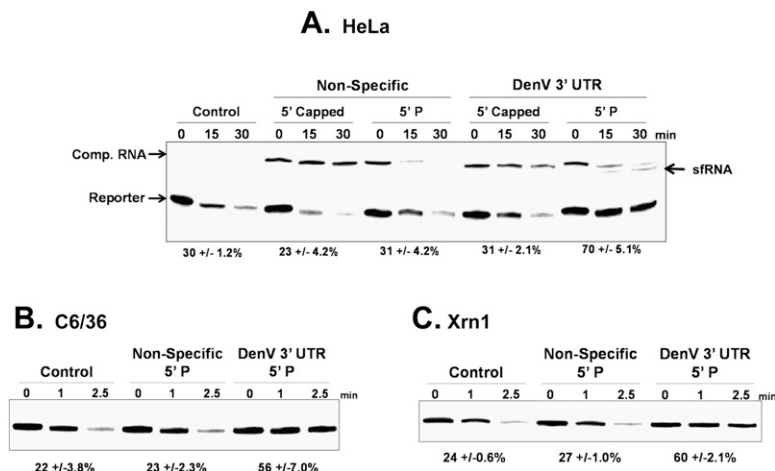 A. HeLa
Non-Specific DenV 3' UTR
Control 5' Capped 5' P 5' Capped 5' P
0 15 30 0 15 30 0 15 30 0 15 30 0 15 30 min
Comp. RNA
sfRNA
Reporter
30 +/- 1.2% 23 +/- 4.2% 31 +/- 4.2% 31 +/- 2.1% 70 +/- 5.1%
B. C6/36
Non-Specific DenV 3' UTR
Control 5' P 5' P
0 1 2.5 0 1 2.5 0 1 2.5 min
22 +/-3.8% 23 +/-2.3% 56 +/-7.0%
C. Xrn1
Non-Specific DenV 3' UTR
Control 5' P 5' P
0 1 2.5 0 1 2.5 0 1 2.5 min
24 +/-0.6% 27 +/-1.0% 60 +/-2.1%